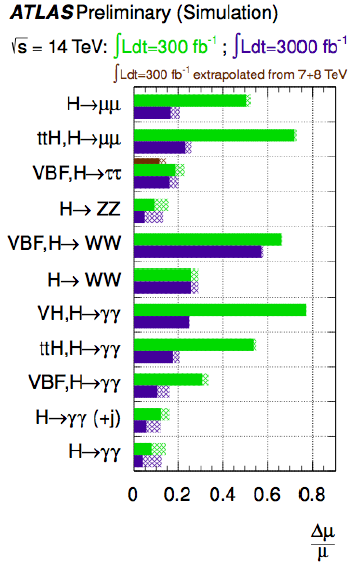 ATLAS Preliminary (Simulation)
√s = 14 TeV: ∫Ldt=300 fb⁻¹ ; ∫Ldt=3000 fb⁻¹
∫Ldt=300 fb⁻¹ extrapolated from 7+8 TeV
H→μμ
ttH,H→μμ
VBF,H→ττ
H→ ZZ
VBF,H→ WW
H→ WW
VH,H→γγ
ttH,H→γγ
VBF,H→γγ
H→γγ (+j)
H→γγ
0 0.2 0.4 0.6 0.8
Δμ
μ